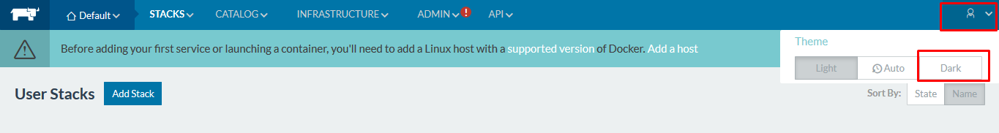 Default STACKS CATALOG INFRASTRUCTURE ADMIN ! API
Before adding your first service or launching a container, you'll need to add a Linux host with a supported version of Docker. Add a host
Theme
Light Auto Dark
User Stacks Add Stack Sort By: State Name